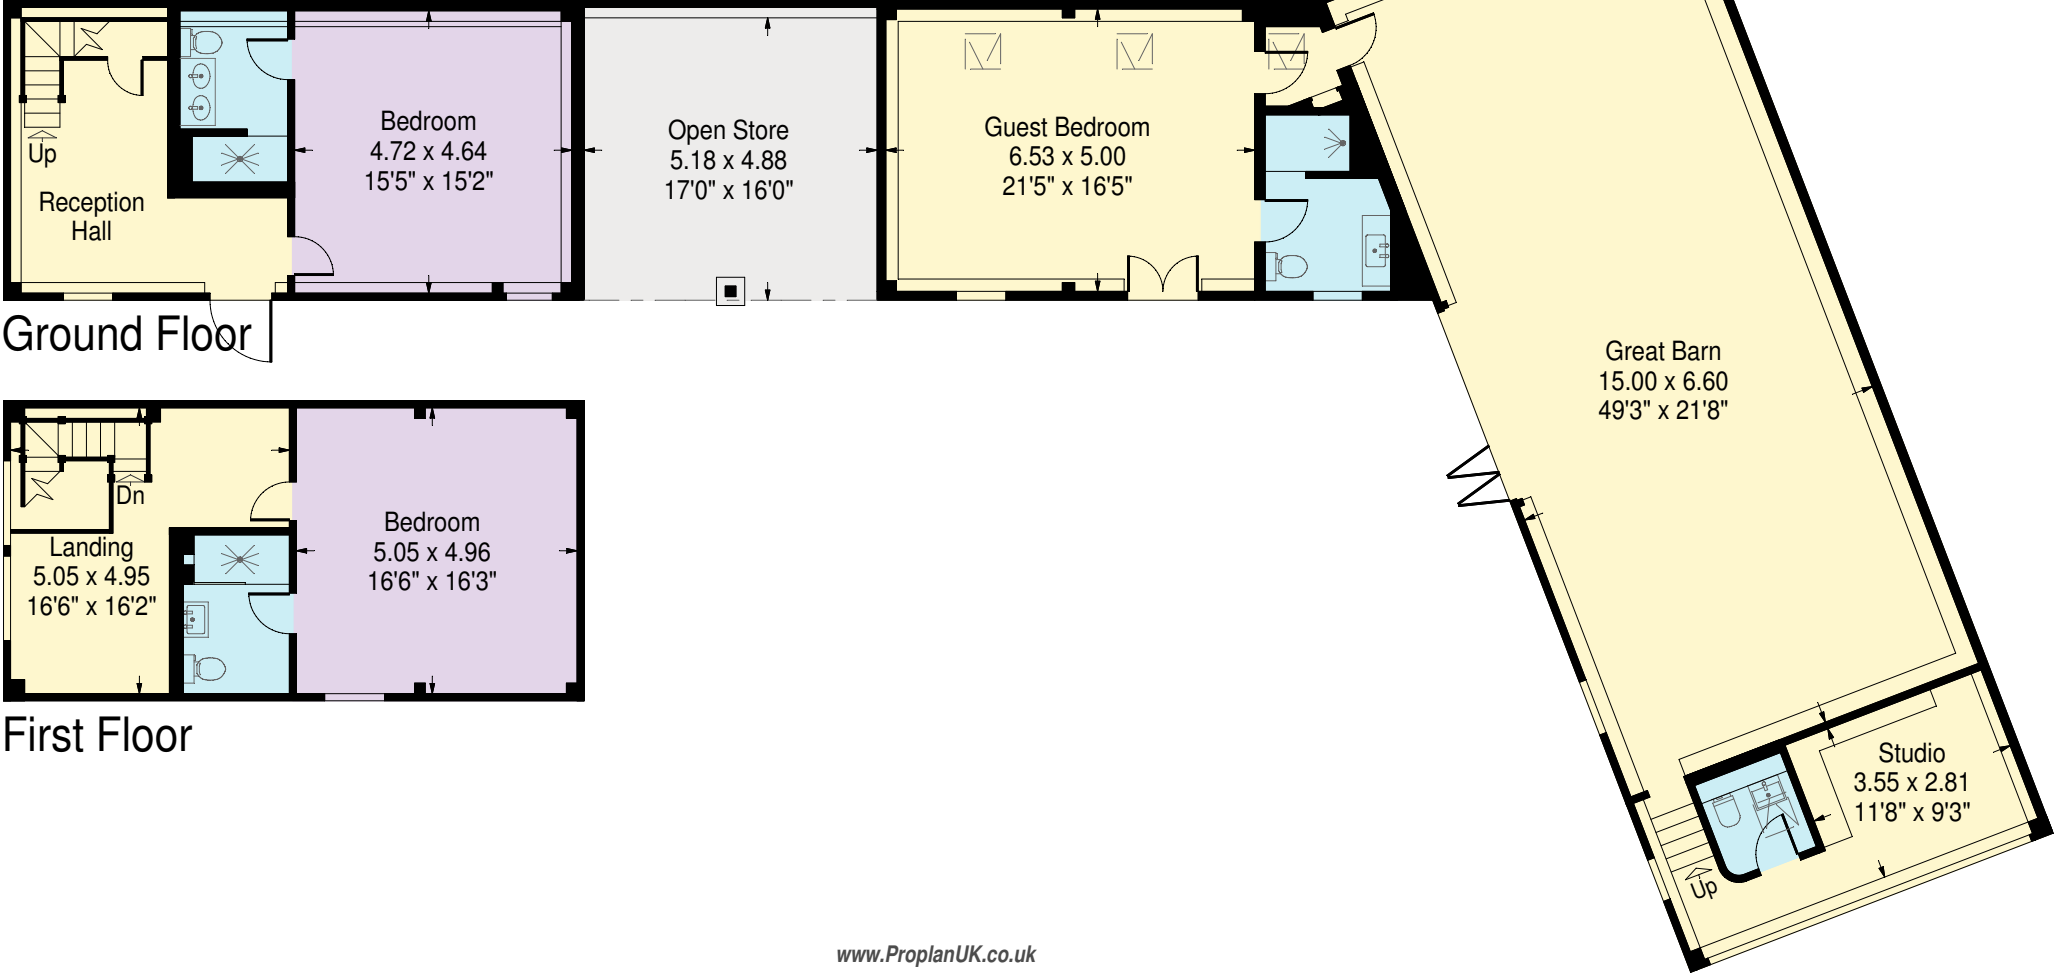 Up
Reception
Hall
Bedroom
4.72 x 4.64
15'5" x 15'2"
Open Store
5.18 x 4.88
17'0" x 16'0"
Guest Bedroom
6.53 x 5.00
21'5" x 16'5"
Ground Floor
Great Barn
15.00 x 6.60
49'3" x 21'8"
Dn
Landing
5.05 x 4.95
16'6" x 16'2"
Bedroom
5.05 x 4.96
16'6" x 16'3"
First Floor
Studio
3.55 x 2.81
11'8" x 9'3"
Up
www.ProplanUK.co.uk